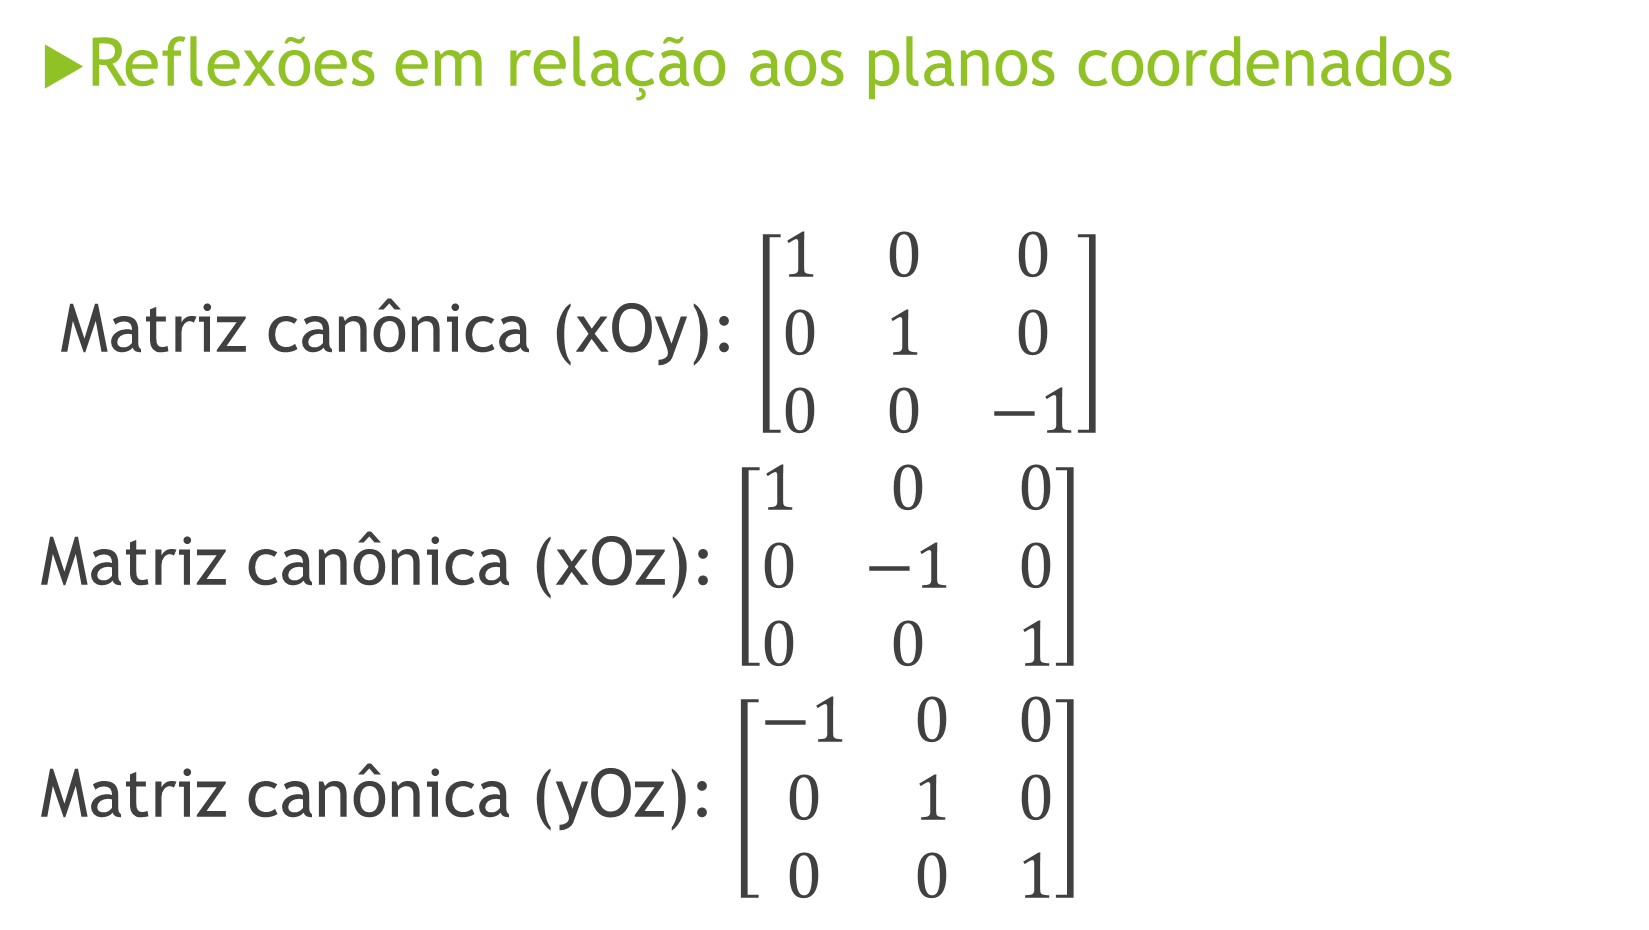 ▶Reflexões em relação aos planos coordenados
1 0 0
Matriz canônica (xOy): 0 1 0
0 0 −1
1 0 0
Matriz canônica (xOz): 0 −1 0
0 0 1
−1 0 0
Matriz canônica (yOz): 0 1 0
0 0 1